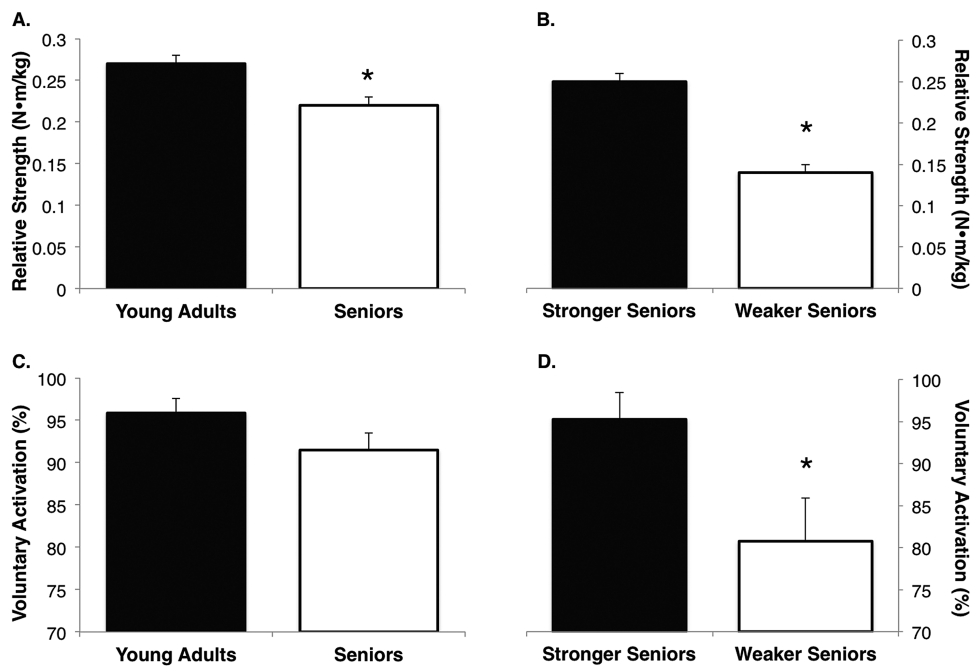 A.
Relative Strength (N•m/kg)
0.3
0.25
0.2
0.15
0.1
0.05
0
*
Young Adults
Seniors
B.
Relative Strength (N•m/kg)
0.3
0.25
0.2
0.15
0.1
0.05
0
*
Stronger Seniors
Weaker Seniors
C.
Voluntary Activation (%)
100
95
90
85
80
75
70
Young Adults
Seniors
D.
Voluntary Activation (%)
100
95
90
85
80
75
70
*
Stronger Seniors
Weaker Seniors